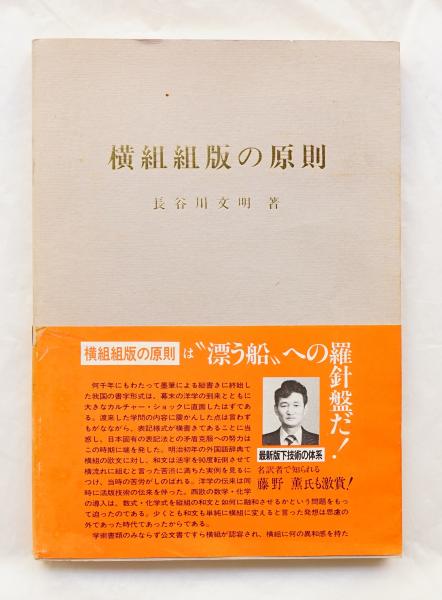 横組組版の原則
長谷川文明 著
横組組版の原則 は〝漂う船〟への羅針盤だ!
何千年にもわたって墨筆による縦書きに終始し
た我国の書字形式は、幕末の洋学の到来とともに
大きなカルチャー・ショックに直面したはずであ
る。渡来した学問の内容に驚かんした点は言わず
もがなながら、表記様式が横書きであることに当
惑し、日本固有の表記法との矛盾克服への努力は
この時期に端を発した。明治初年の外国語辞典で
横組の欧文に対し、和文は活字を90度転倒させて
横流れに組むと言った苦渋に満ちた実例を見るに
つけ、当時の苦労がしのばれる。洋学の伝来は同
時に活版技術の伝来を伴った。西欧の数学・化学
の導入は、数式・化学式を縦組の和文と如何に融和させるかという問題をもっ
て迫ったのである。少くとも和文も単純に横組に変えると言った発想は思慮の
外であった時代であったからである。
学術書類のみならず公文書ですら横組が認容され、横組に何の異和感を持た
最新版下技術の体系
名訳者で知られる
藤野 薫氏も激賞!